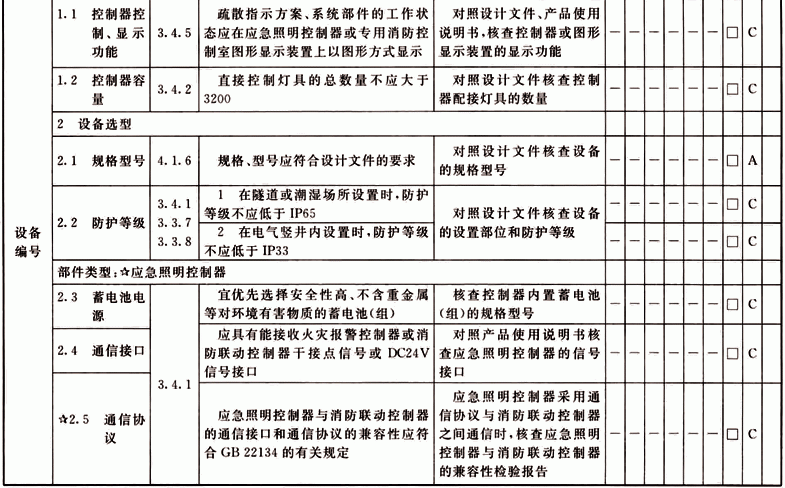 1.1 控制器控制、显示功能 3.4.5 疏散指示方案、系统部件的工作状态应在应急照明控制器或专用消防控制室图形显示装置上以图形方式显示 对照设计文件、产品使用说明书,核查控制器或图形显示装置的显示功能 — — — — — — □ C
1.2 控制器容量 3.4.2 直接控制灯具的总数量不应大于3200 对照设计文件核查控制器配接灯具的数量 — — — — — — □ C
设备编号
2 设备选型
2.1 规格型号 4.1.6 规格、型号应符合设计文件的要求 对照设计文件核查设备的规格型号 — — — — — — □ A
2.2 防护等级 3.4.1 3.3.7 3.3.8 1 在隧道或潮湿场所设置时,防护等级不应低于IP65 对照设计文件核查设备的设置部位和防护等级 — — — — — — □ C
2 在电气竖井内设置时,防护等级不应低于IP33 — — — — — — □ C
部件类型:☆应急照明控制器
2.3 蓄电池电源 3.4.1 宜优先选择安全性高、不含重金属等对环境有害物质的蓄电池(组) 核查控制器内置蓄电池(组)的规格型号 — — — — — — □ C
2.4 通信接口 应具有能接收火灾报警控制器或消防联动控制器干接点信号或DC24V信号接口 对照产品使用说明书核查应急照明控制器的信号接口 — — — — — — □ C
☆2.5 通信协议 应急照明控制器与消防联动控制器的通信接口和通信协议的兼容性应符合GB 22134的有关规定 应急照明控制器采用通信协议与消防联动控制器之间通信时,核查应急照明控制器与消防联动控制器的兼容性检验报告 — — — — — — □ C